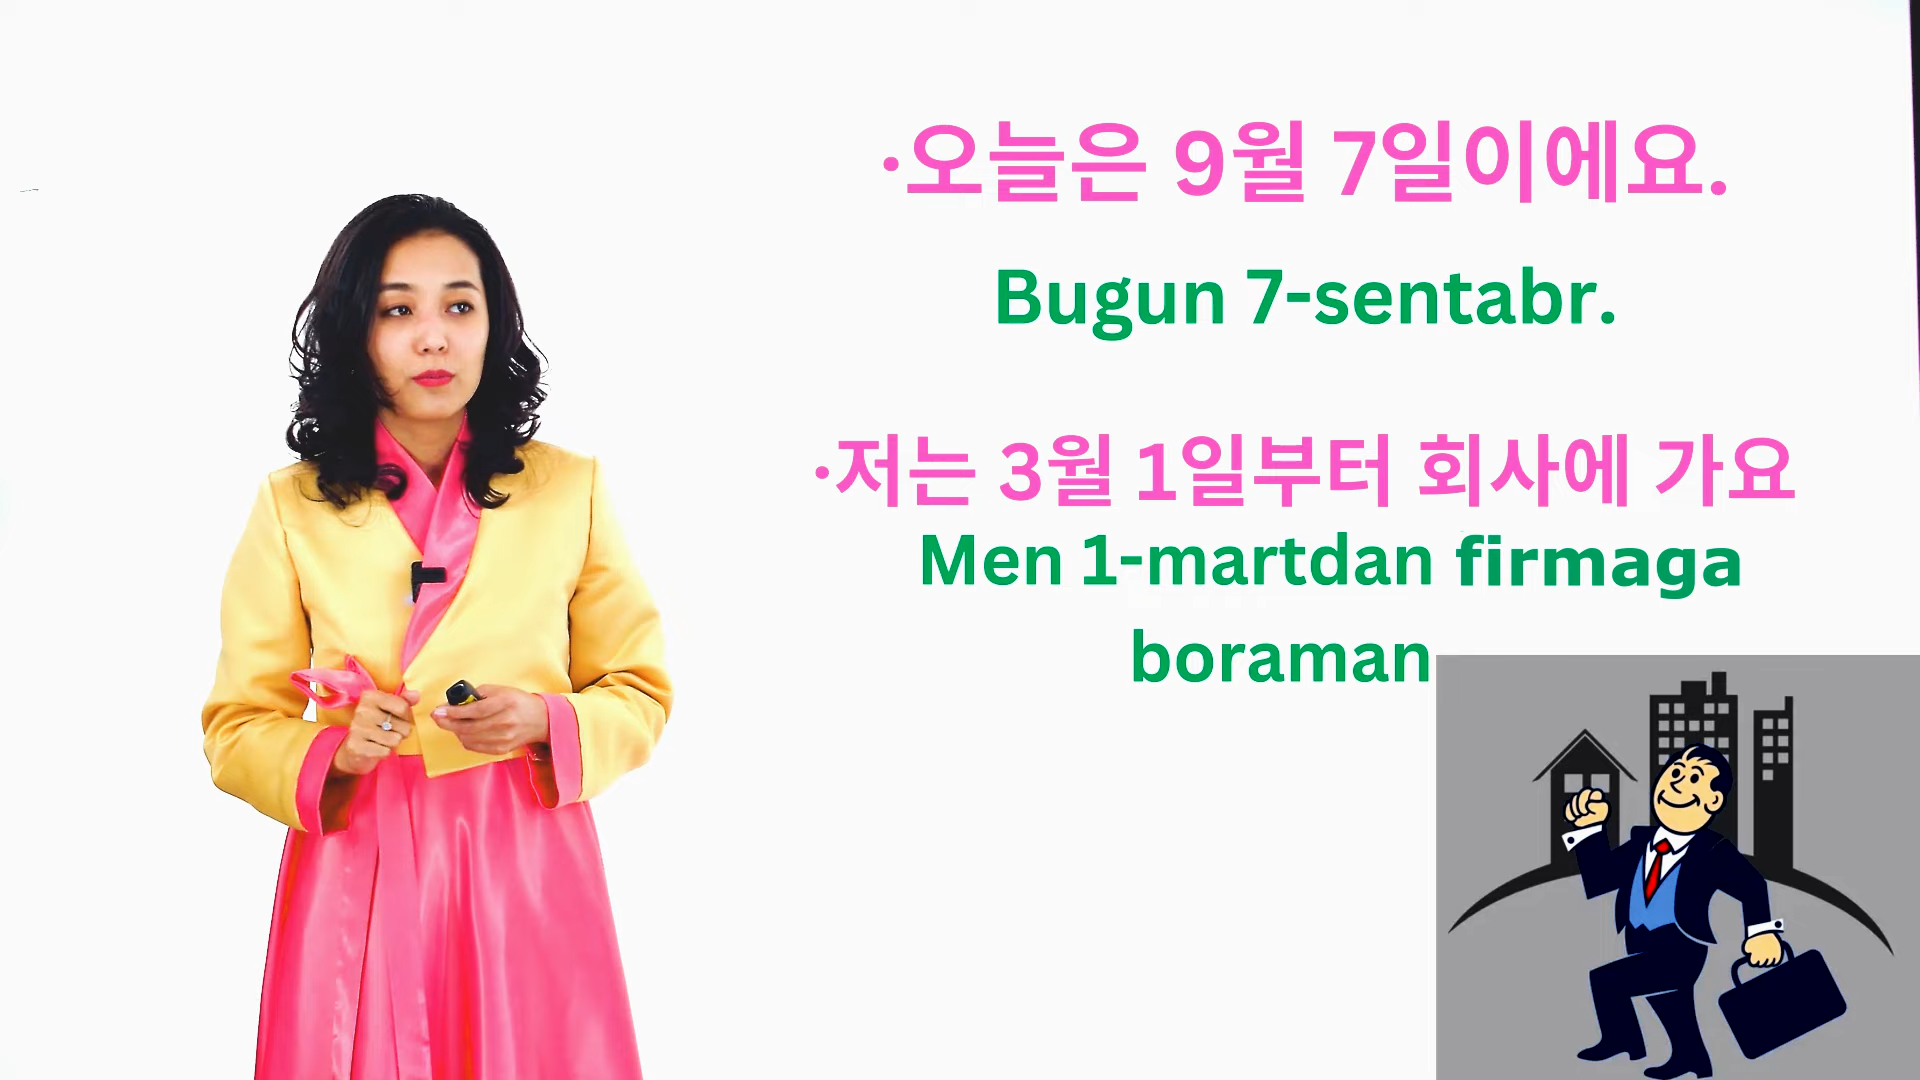 ·오늘은 9월 7일이에요.
Bugun 7-sentabr.
·저는 3월 1일부터 회사에 가요
Men 1-martdan firmaga
boraman